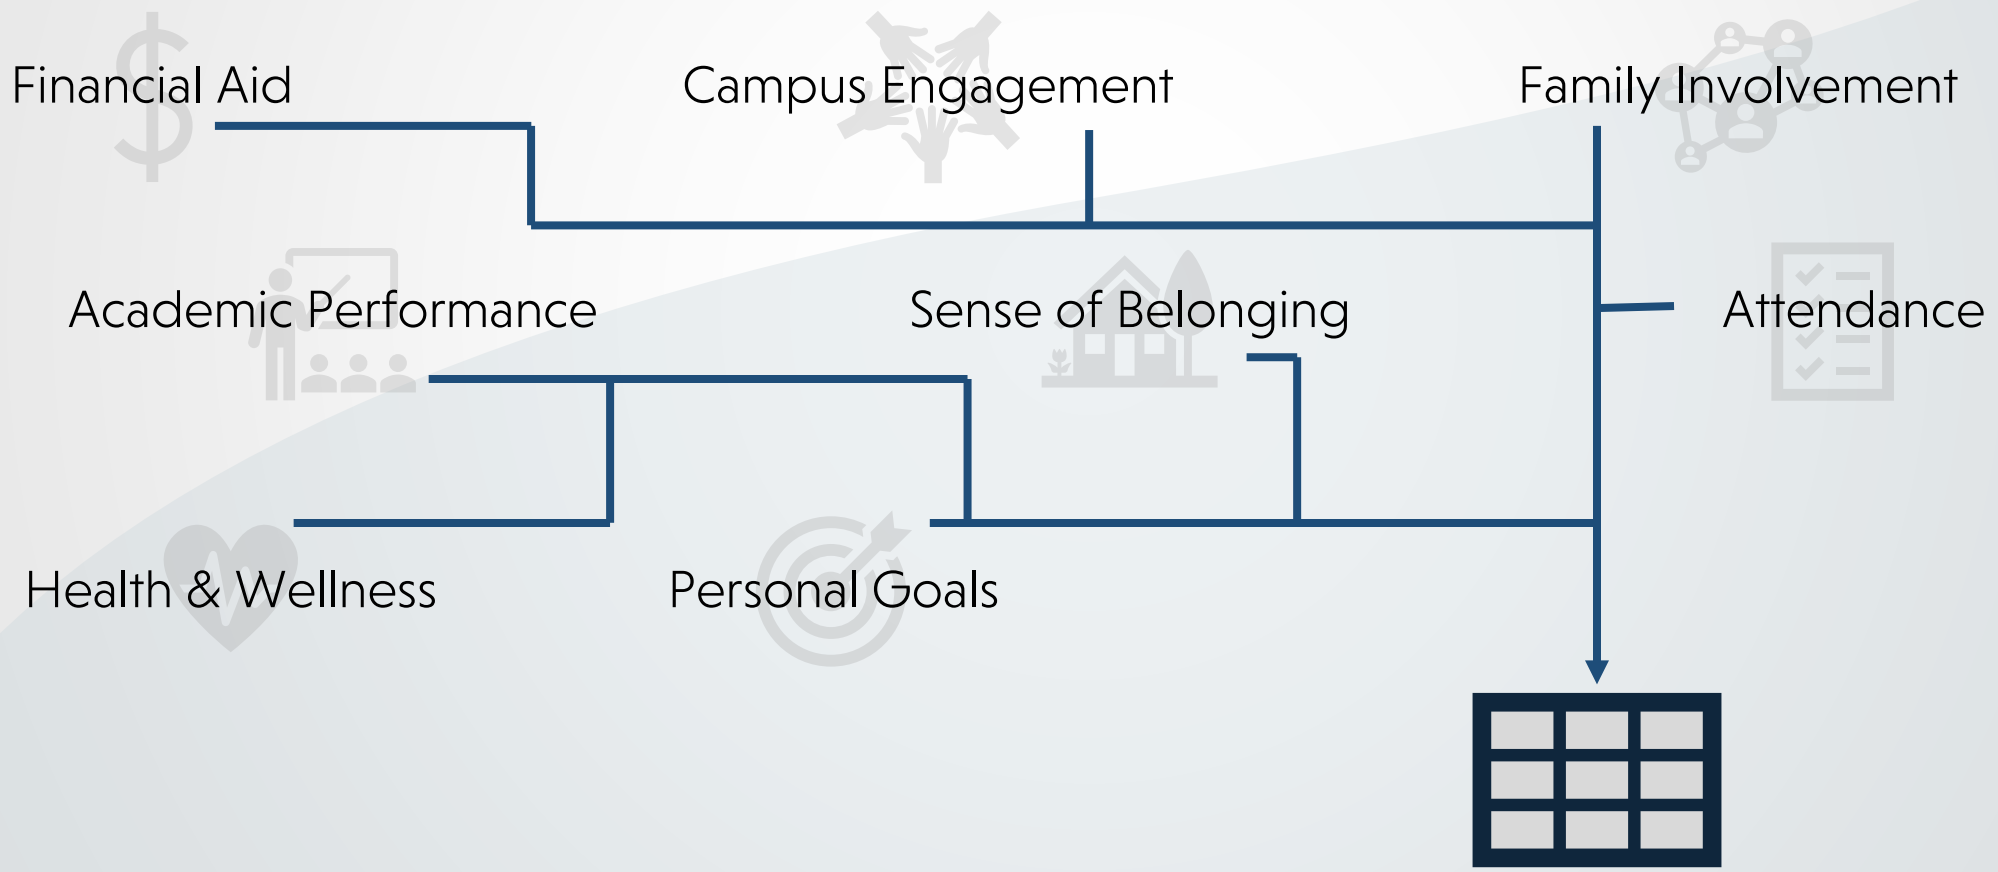 Financial Aid
Campus Engagement
Family Involvement
Academic Performance
Sense of Belonging
Attendance
Health & Wellness
Personal Goals